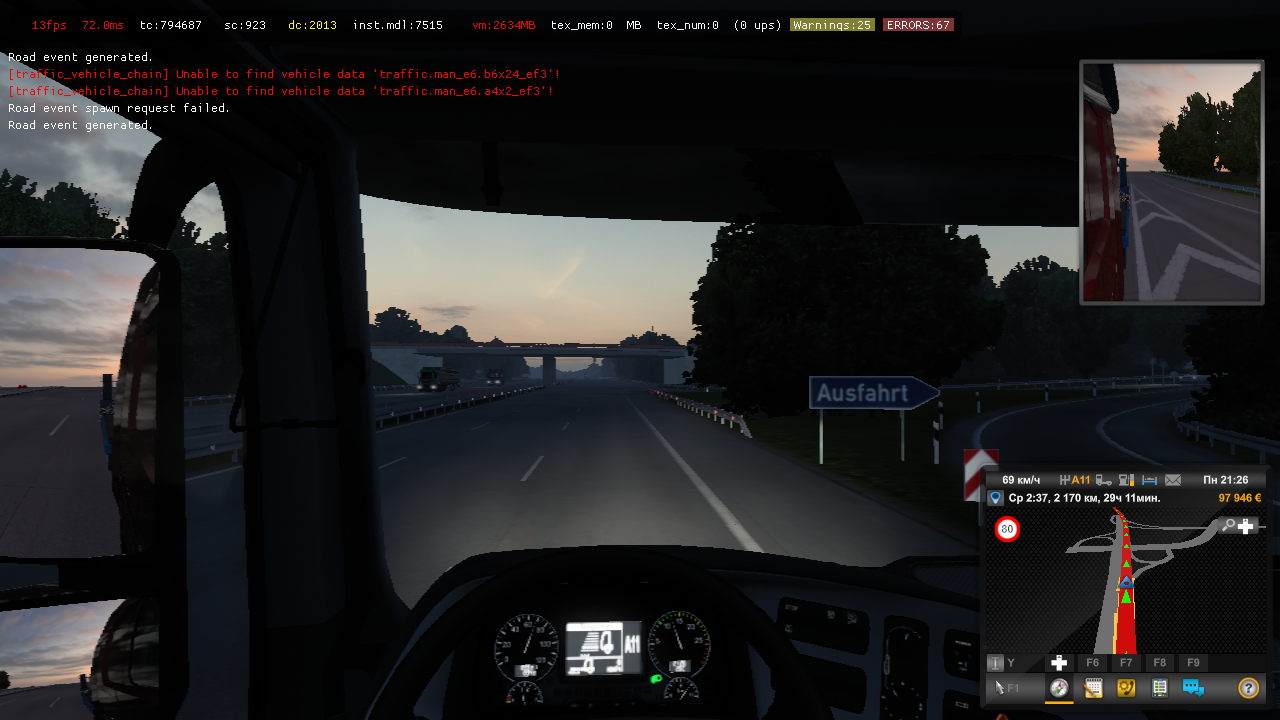 13fps 72.0ms tc:794687 sc:923 dc:2013 inst.mdl:7515 vm:2634MB tex_mem:0 MB tex_num:0 (0 ups) Warnings:25 ERRORS:67
Road event generated.
[traffic_vehicle_chain] Unable to find vehicle data 'traffic.man_e6.b6x24_ef3'!
[traffic_vehicle_chain] Unable to find vehicle data 'traffic.man_e6.a4x2_ef3'!
Road event spawn request failed.
Road event generated.
Ausfahrt
69 км/ч A11 Пн 21:26
Ср 2:37, 2 170 км, 29ч 11мин. 97 946 €
80
A11
I Y F6 F7 F8 F9
F1 ?